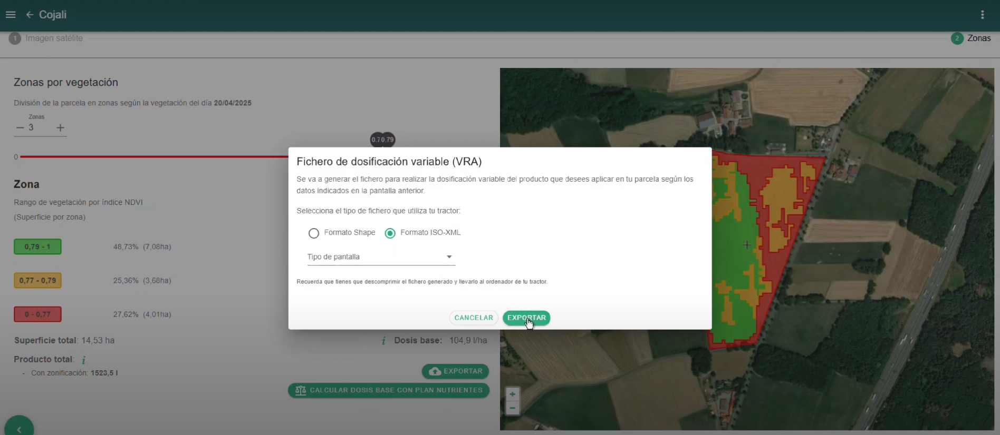 Cojali
1 Imagen satélite
2 Zonas
Zonas por vegetación
División de la parcela en zonas según la vegetación del día 20/04/2025
Zonas
3
0.79
0
Zona
Rango de vegetación por índice NDVI
(Superficie por zona)
0,79 - 1 48,73% (7,08ha)
0,77 - 0,79 25,36% (3,68ha)
0 - 0,77 27,62% (4,01ha)
Superficie total: 14,53 ha
i Dosis base: 104,9 l/ha
Producto total: i
- Con zonificación: 1523,5 l
EXPORTAR
CALCULAR DOSIS BASE CON PLAN NUTRIENTES
Fichero de dosificación variable (VRA)
Se va a generar el fichero para realizar la dosificación variable del producto que desees aplicar en tu parcela según los
datos indicados en la pantalla anterior.
Selecciona el tipo de fichero que utiliza tu tractor:
Formato Shape Formato ISO-XML
Tipo de pantalla
Recuerda que tienes que descomprimir el fichero generado y llevarlo al ordenador de tu tractor.
CANCELAR EXPORTAR
+
−